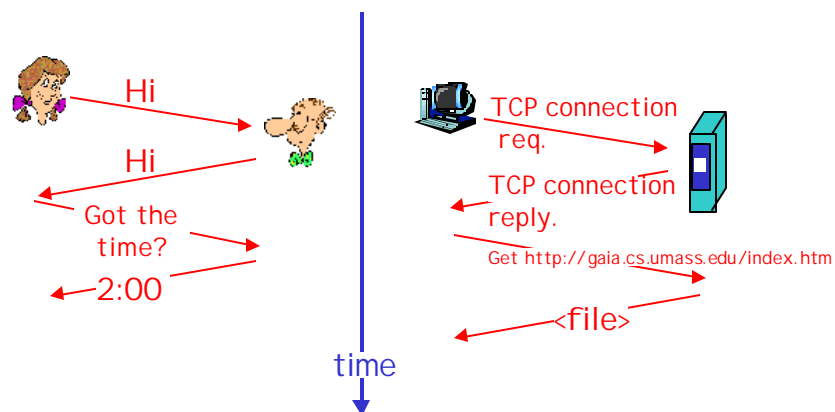 Hi
Hi
Got the
time?
2:00
TCP connection
req.
TCP connection
reply.
Get http://gaia.cs.umass.edu/index.htm
<file>
time